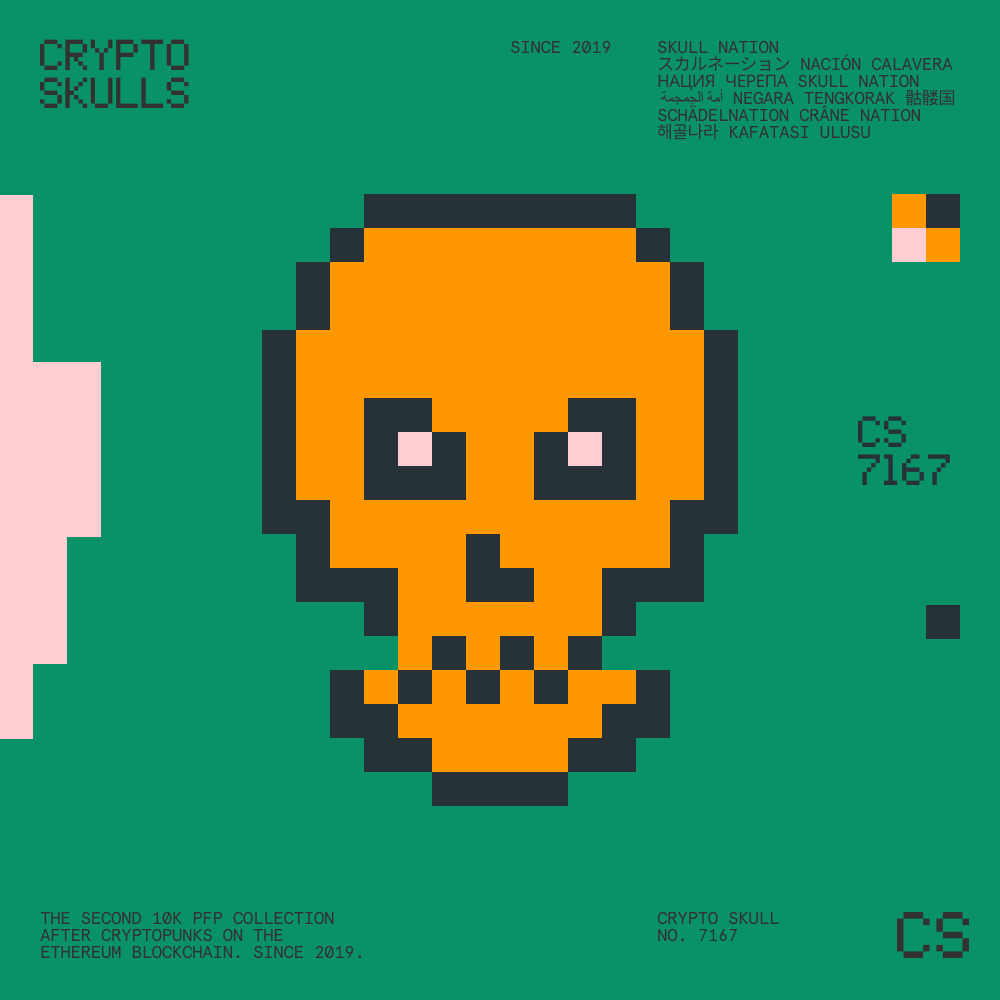 CRYPTO
SKULLS
SINCE 2019
SKULL NATION
スカルネーション NACIÓN CALAVERA
НАЦИЯ ЧЕРЕПА SKULL NATION
أمة الجمجمة NEGARA TENGKORAK 骷髅国
SCHÄDELNATION CRÂNE NATION
해골나라 KAFATASI ULUSU
CS
7167
THE SECOND 10K PFP COLLECTION
AFTER CRYPTOPUNKS ON THE
ETHEREUM BLOCKCHAIN. SINCE 2019.
CRYPTO SKULL
NO. 7167
CS